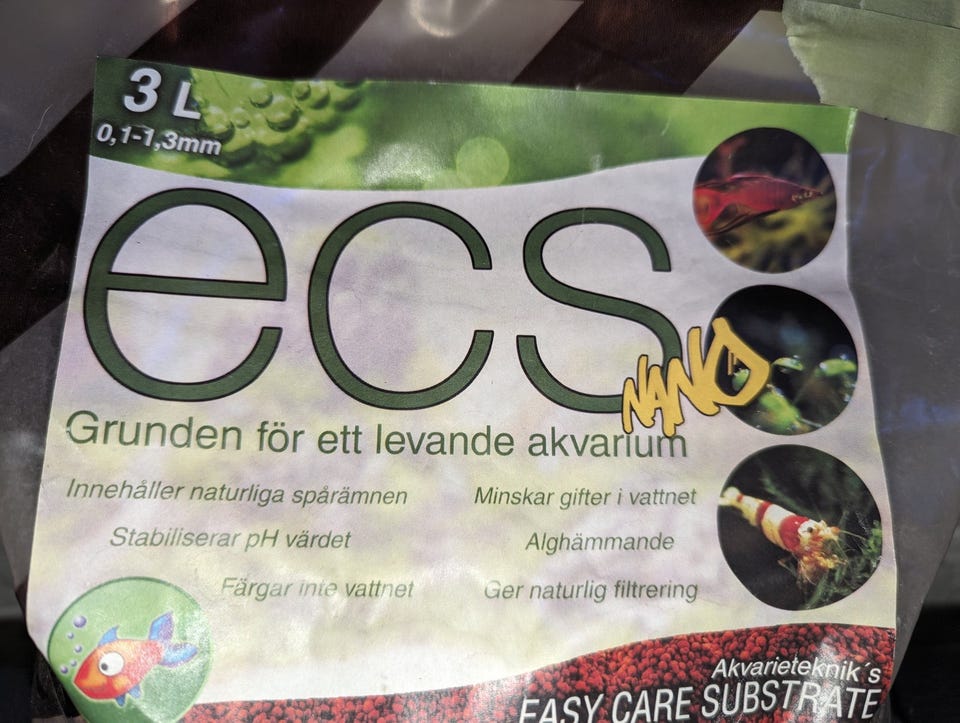 3 L
0,1-1,3mm
ecs
NANO
Grunden för ett levande akvarium
Innehåller naturliga spårämnen
Minskar gifter i vattnet
Stabiliserar pH värdet
Alghämmande
Färgar inte vattnet
Ger naturlig filtrering
Akvarieteknik´s
EASY CARE SUBSTRATE